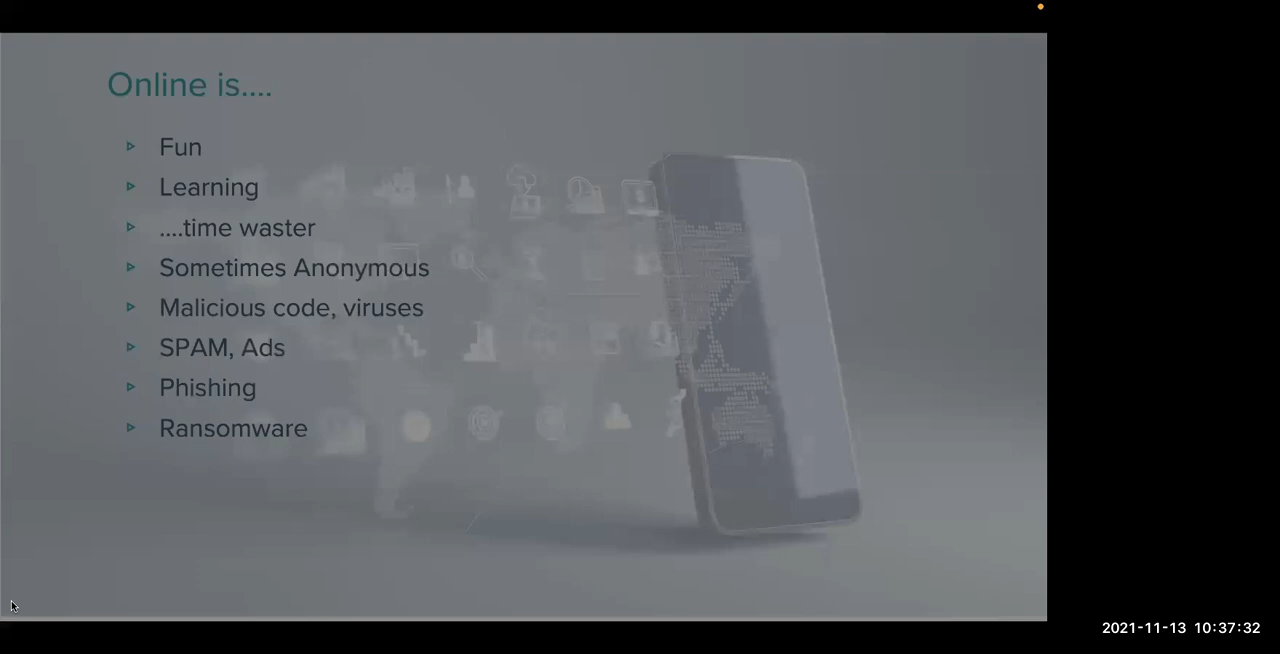 Online is....
Fun
Learning
....time waster
Sometimes Anonymous
Malicious code, viruses
SPAM, Ads
Phishing
Ransomware
2021-11-13 10:37:32